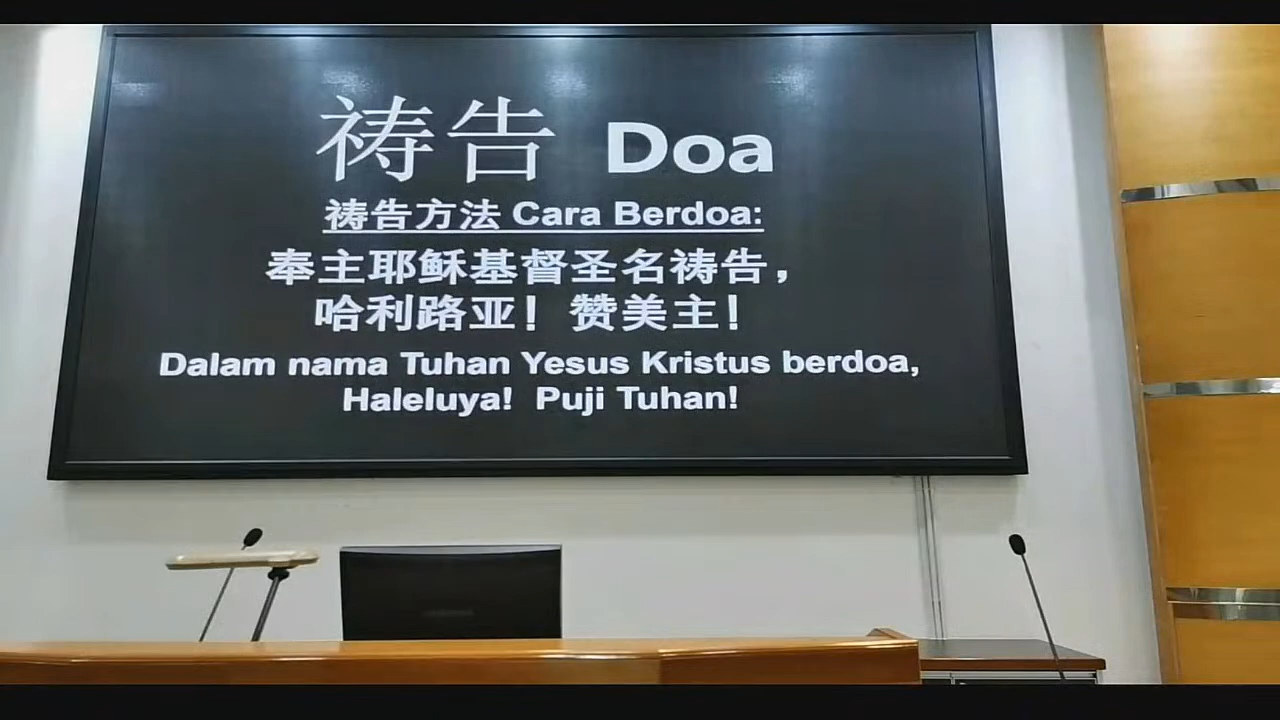 祷告 Doa
祷告方法 Cara Berdoa:
奉主耶稣基督圣名祷告，
哈利路亚！赞美主！
Dalam nama Tuhan Yesus Kristus berdoa,
Haleluya! Puji Tuhan!